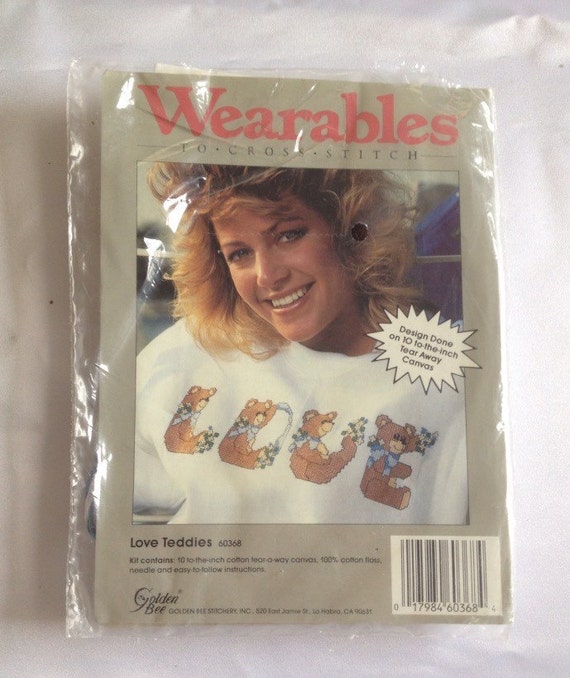 Wearables
TO • CROSS • STITCH
Design Done
on 10 to-the-inch
Tear Away
Canvas
LOVE
Love Teddies 60368
Kit contains: 10 to-the-inch cotton tear-a-way canvas, 100% cotton floss,
needle and easy-to-follow instructions.
Golden
Bee
GOLDEN BEE STITCHERY, INC. 520 East Jamie St., La Habra, CA 90631
0 17984 60368 4